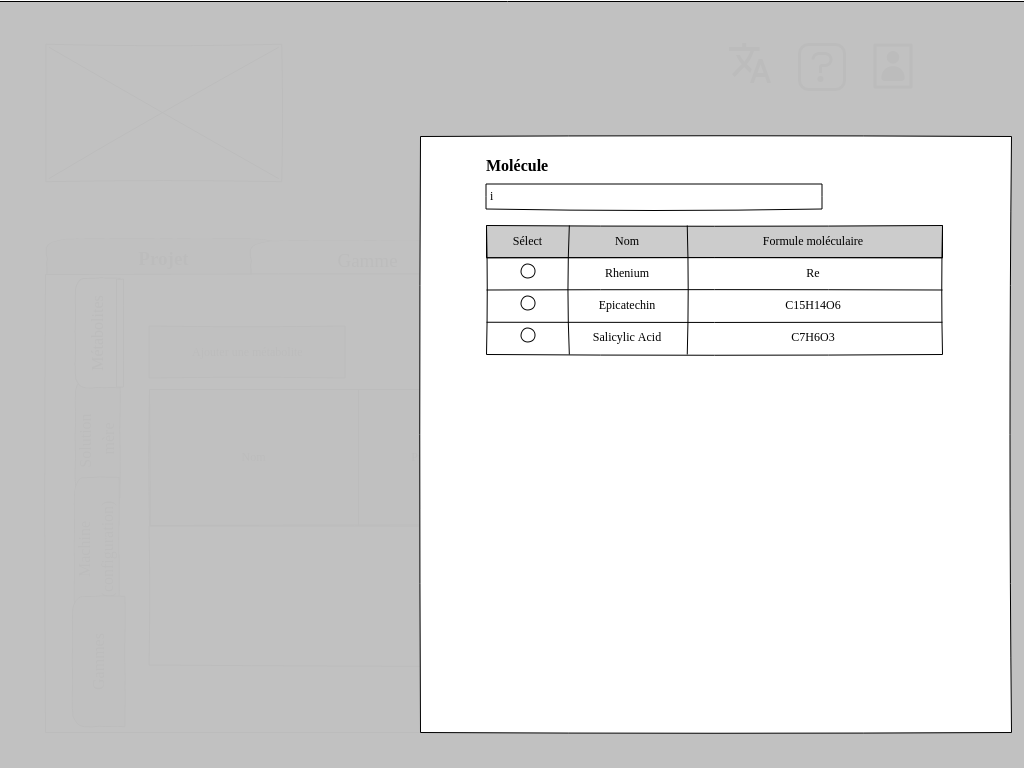 Molécule
i
Sélect Nom Formule moléculaire
Rhenium Re
Epicatechin C15H14O6
Salicylic Acid C7H6O3
Projet Gamme